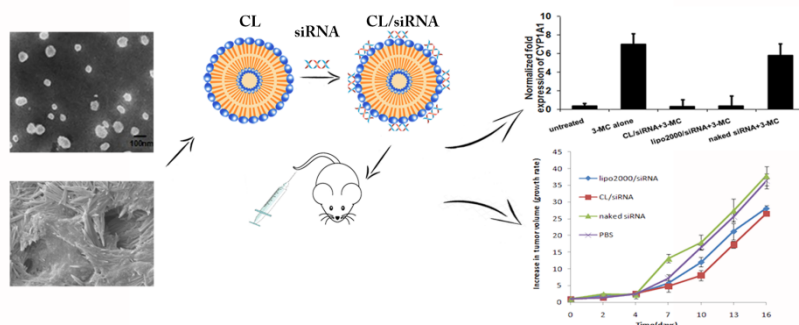 100nm
CL
siRNA
CL/siRNA
Normalized fold
expression of CYP1A1
10
8
6
4
2
0
untreated
3-MC alone
CL/siRNA+3-MC
lipo2000/siRNA+3-MC
naked siRNA+3-MC
Increase in tumor volume (growth rate)
45
40
35
30
25
20
15
10
5
0
lipo2000/siRNA
CL/siRNA
naked siRNA
PBS
0 2 4 7 10 13 16
Time(days)